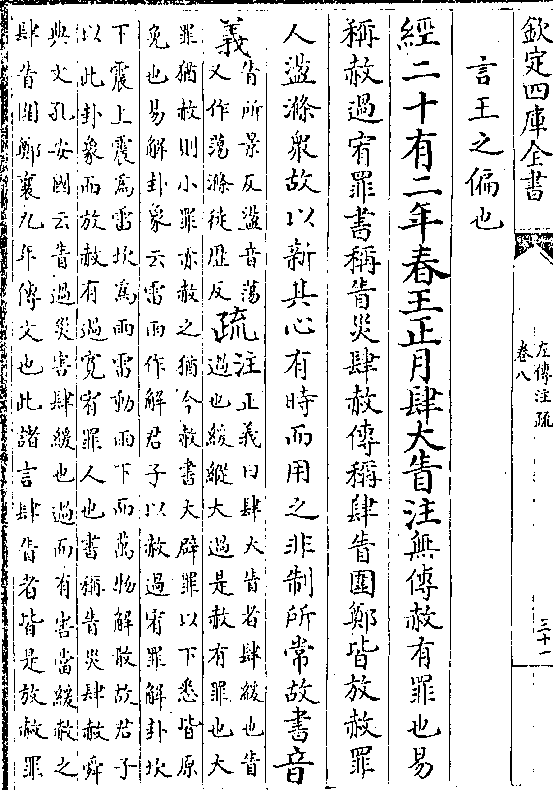 欽定四庫全書
左傳注疏
卷八
三十一
言王之偏也
經二十有二年春王正月肆大眚注無傳赦有罪也易
稱赦過宥罪書稱眚災肆赦傳稱肆眚圍鄭皆放赦罪
人盪滌衆故以新其心有時而用之非制所常故書音
義眚所景反盪音蕩
又作蕩滌徒歷反疏注正義曰肆大眚者肆緩也眚
過也緩縱大過是赦有罪也大
罪猶赦則小罪亦赦之猶今赦書大辟罪以下悉皆原
免也易解卦象云雷雨作解君子以赦過宥罪解卦坎
下震上震為雷坎為雨雷動雨下而萬物解散故君子
以此卦象而放赦有過寬宥罪人也書稱眚災肆赦舜
典文孔安國云眚過災害肆緩也過而有害當緩赦之
肆眚圍鄭襄九年傳文也此諸言肆眚者皆是放赦罪